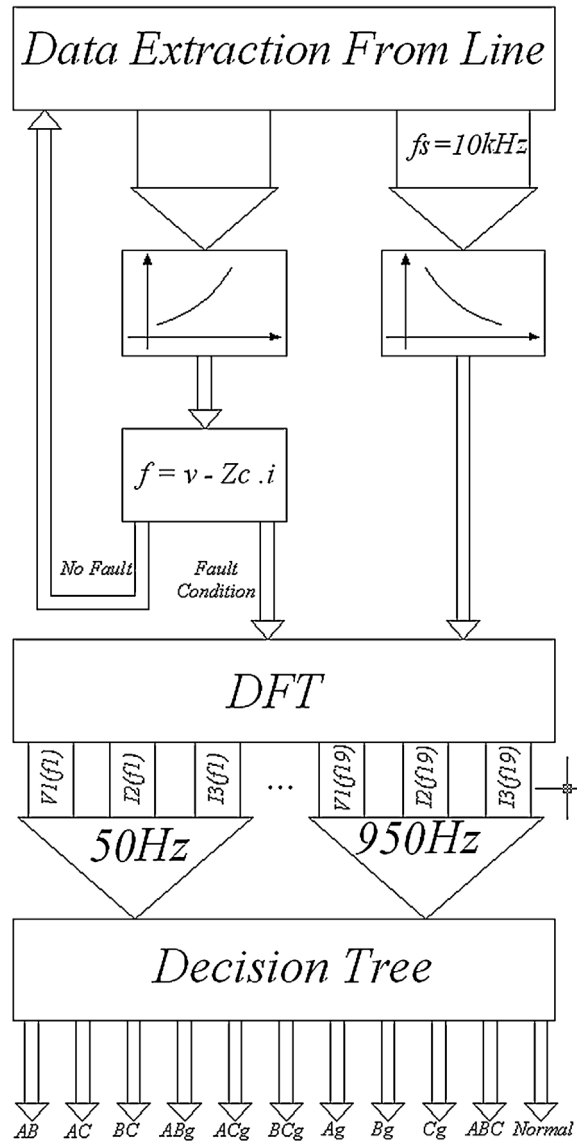 Data Extraction From Line
fs=10kHz
f = v - Zc .i
No Fault
Fault
Condition
DFT
V1(f1)
I2(f1)
I3(f1)
...
V1(f19)
I2(f19)
I3(f19)
50Hz
950Hz
Decision Tree
AB AC BC ABg ACg BCg Ag Bg Cg ABC Normal